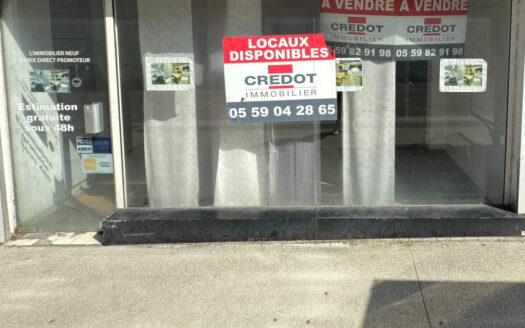 L'IMMOBILIER NEUF
À PRIX DIRECT PROMOTEUR
Estimation
gratuite
sous 48h
LOCAUX
DISPONIBLES
CREDOT
IMMOBILIER
05 59 04 28 65
A VENDRE
CREDOT
IMMOBILIER
05 59 82 91 98
A VENDRE
CREDOT
IMMOBILIER
05 59 82 91 98